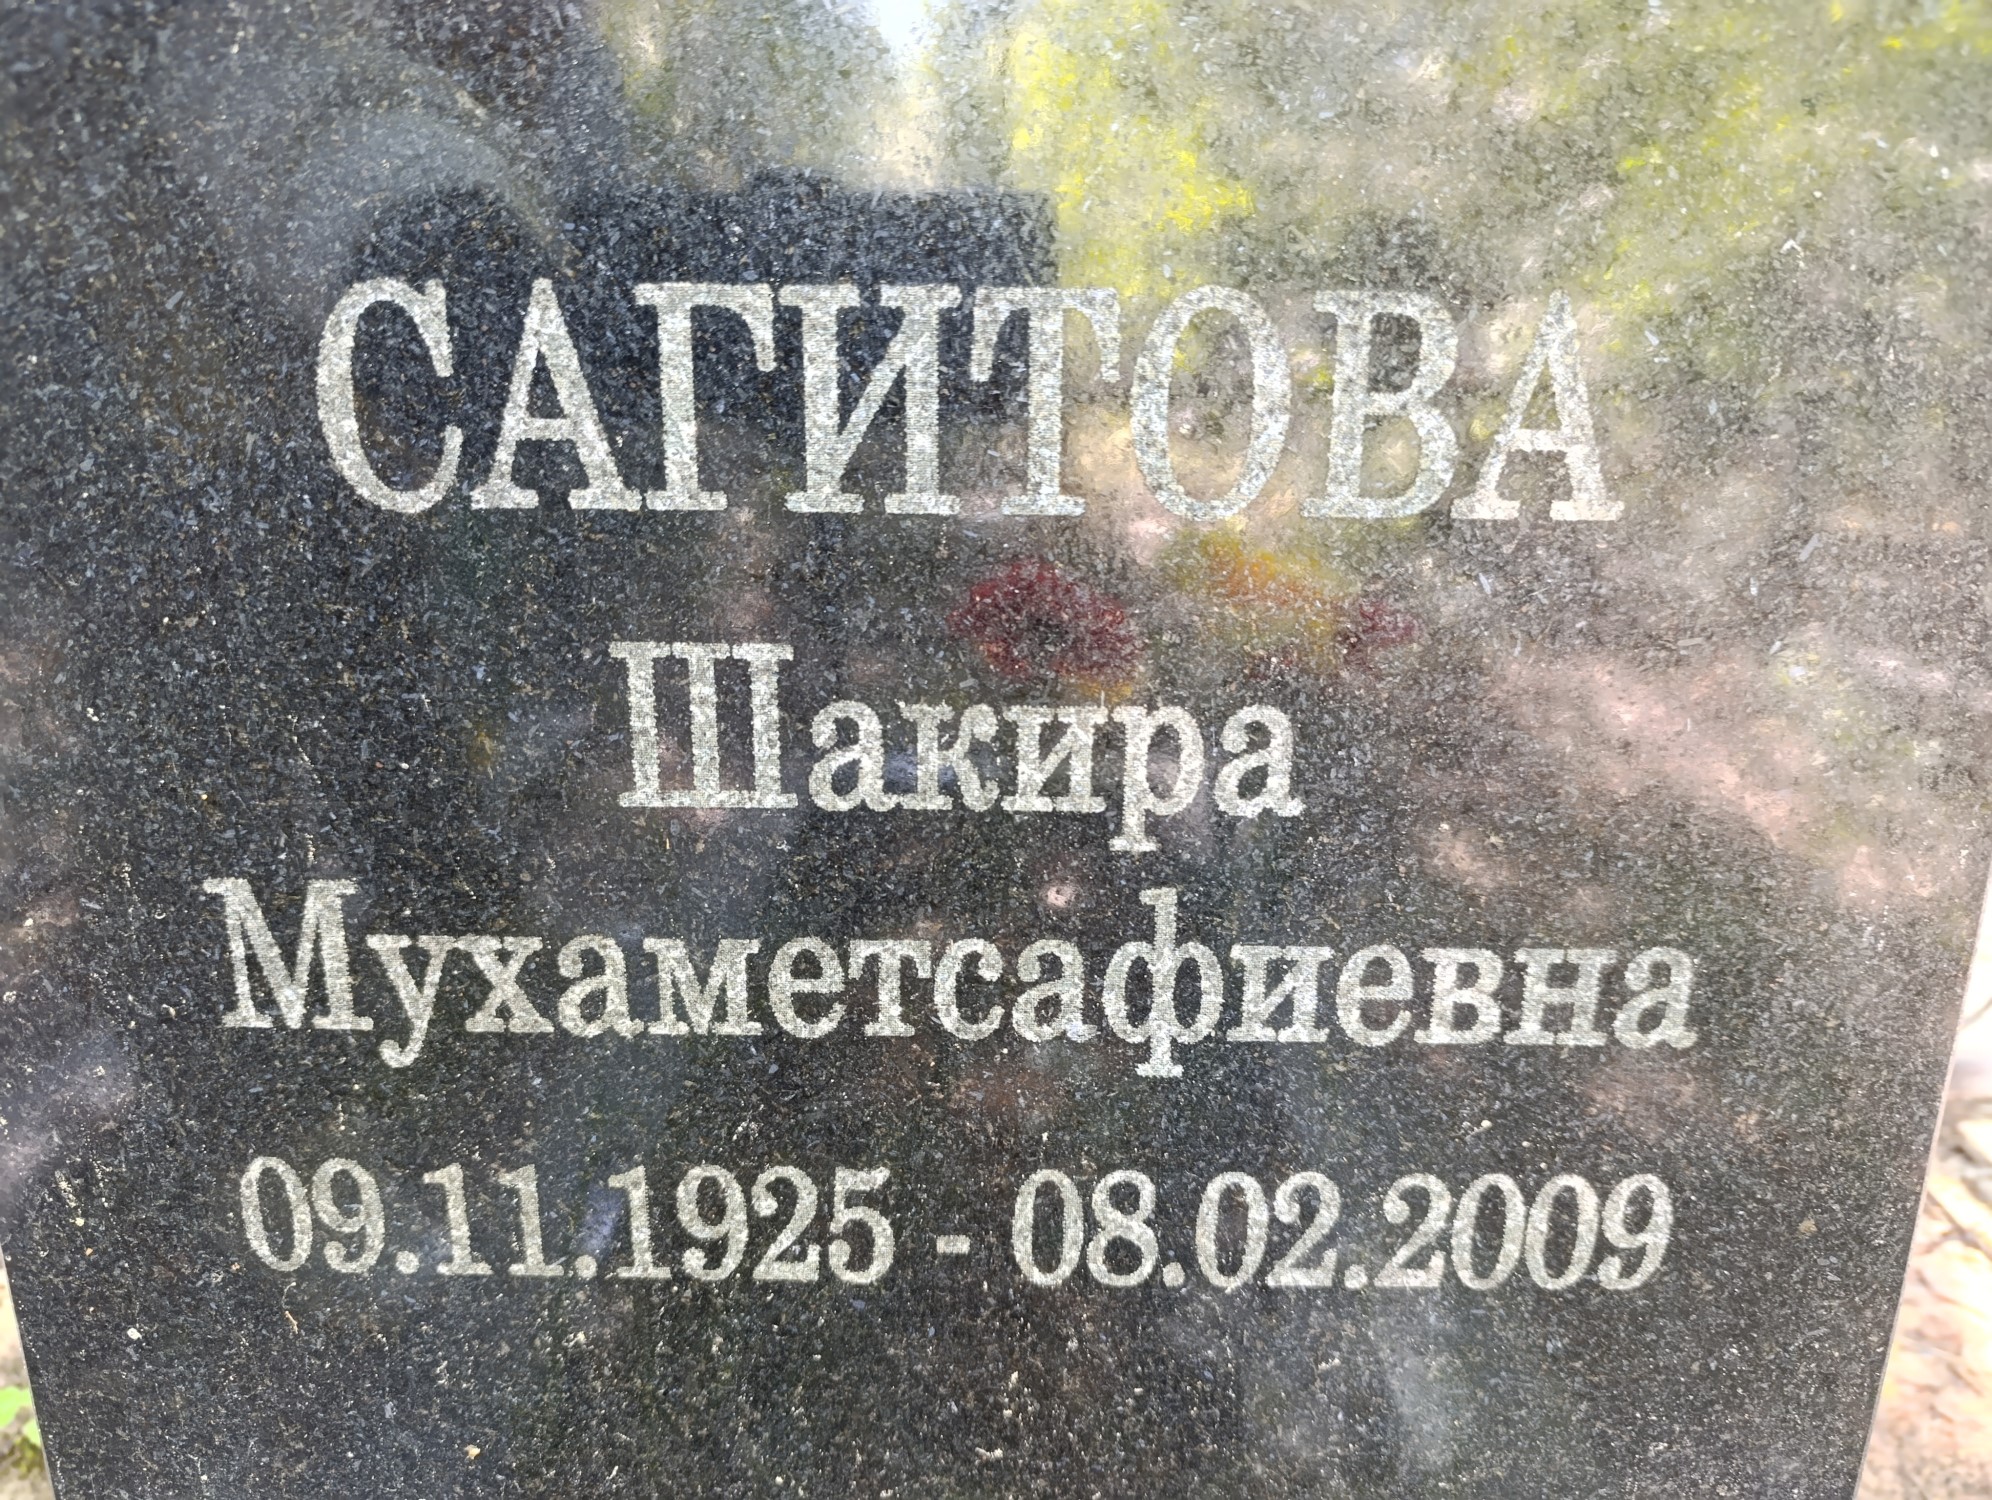 САГИТОВА
Шакира
Мухаметсафиевна
09.11.1925 - 08.02.2009